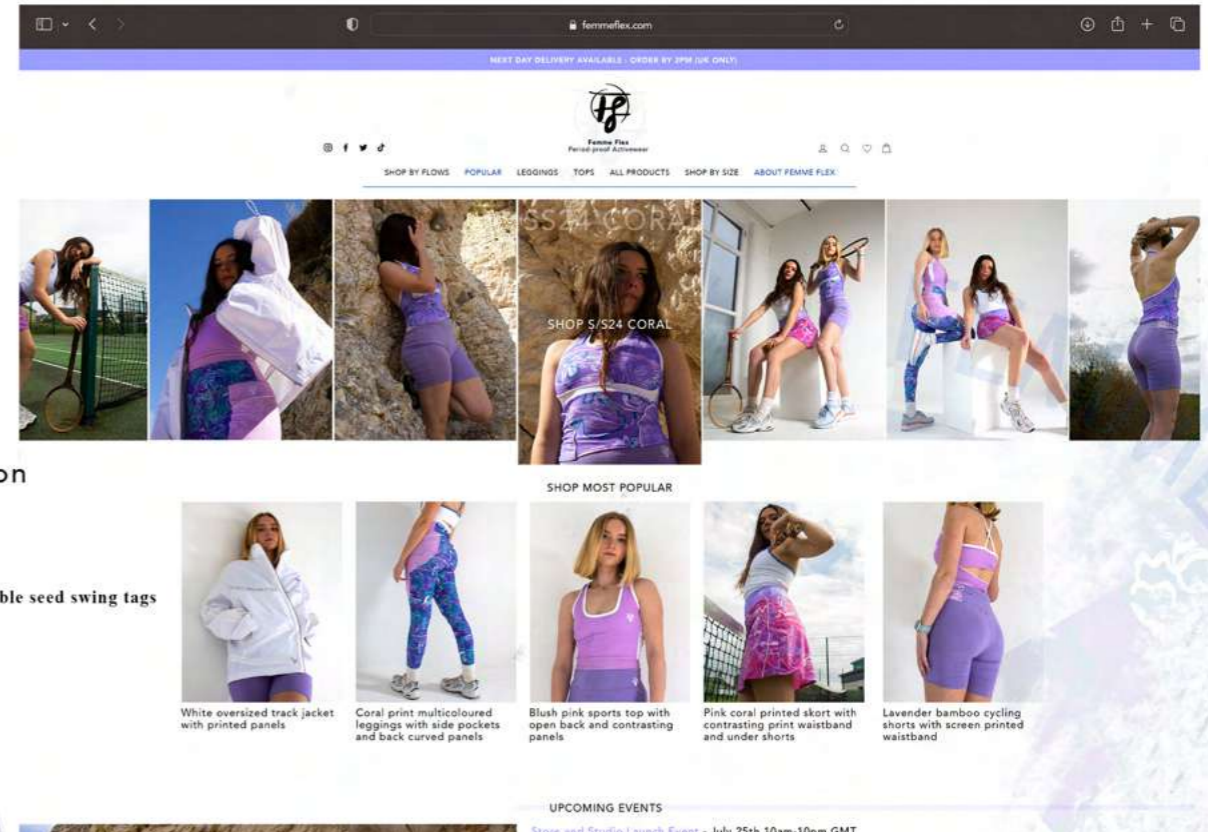 femmeflex.com
NEXT DAY DELIVERY AVAILABLE - ORDER BY 2PM (UK ONLY)
Femme Flex
Period-proof Activewear
SHOP BY FLOWS POPULAR LEGGINGS TOPS ALL PRODUCTS SHOP BY SIZE ABOUT FEMME FLEX
SS24 CORAL
SHOP S/S24 CORAL
on
SHOP MOST POPULAR
ble seed swing tags
White oversized track jacket
with printed panels
Coral print multicoloured
leggings with side pockets
and back curved panels
Blush pink sports top with
open back and contrasting
panels
Pink coral printed skort with
contrasting print waistband
and under shorts
Lavender bamboo cycling
shorts with screen printed
waistband
UPCOMING EVENTS
Store and Studio Launch Event - July 25th 10am-10pm GMT